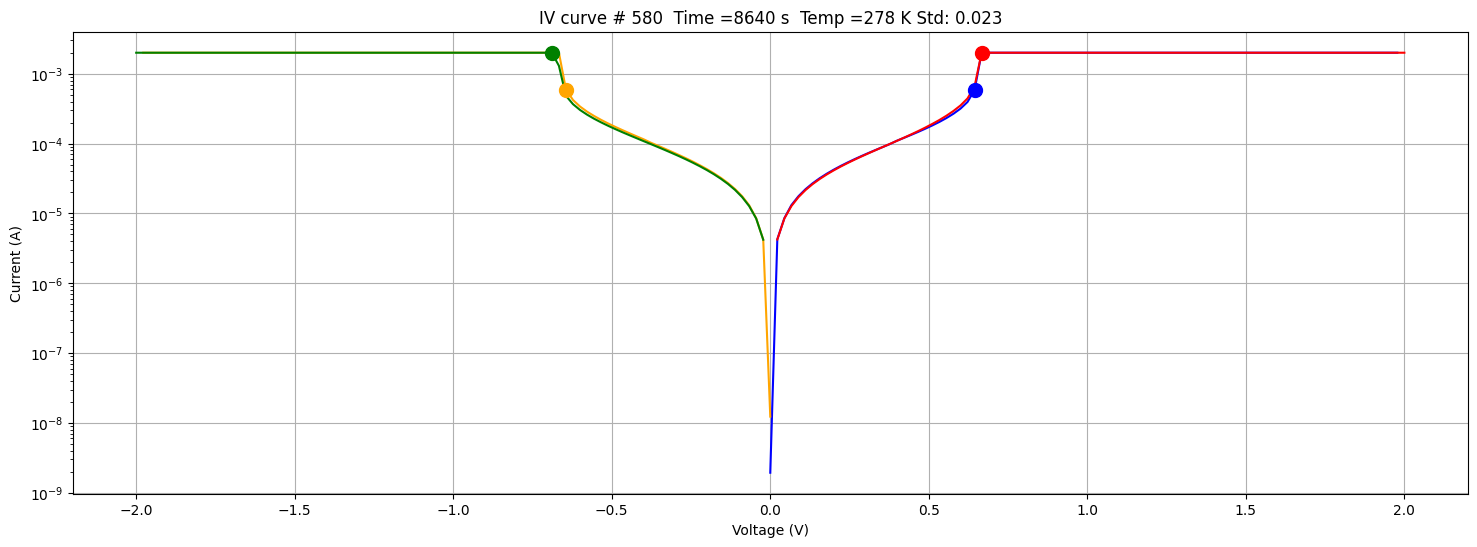 IV curve # 580  Time =8640 s  Temp =278 K Std: 0.023
Current (A)
10⁻³
10⁻⁴
10⁻⁵
10⁻⁶
10⁻⁷
10⁻⁸
10⁻⁹
−2.0 −1.5 −1.0 −0.5 0.0 0.5 1.0 1.5 2.0
Voltage (V)